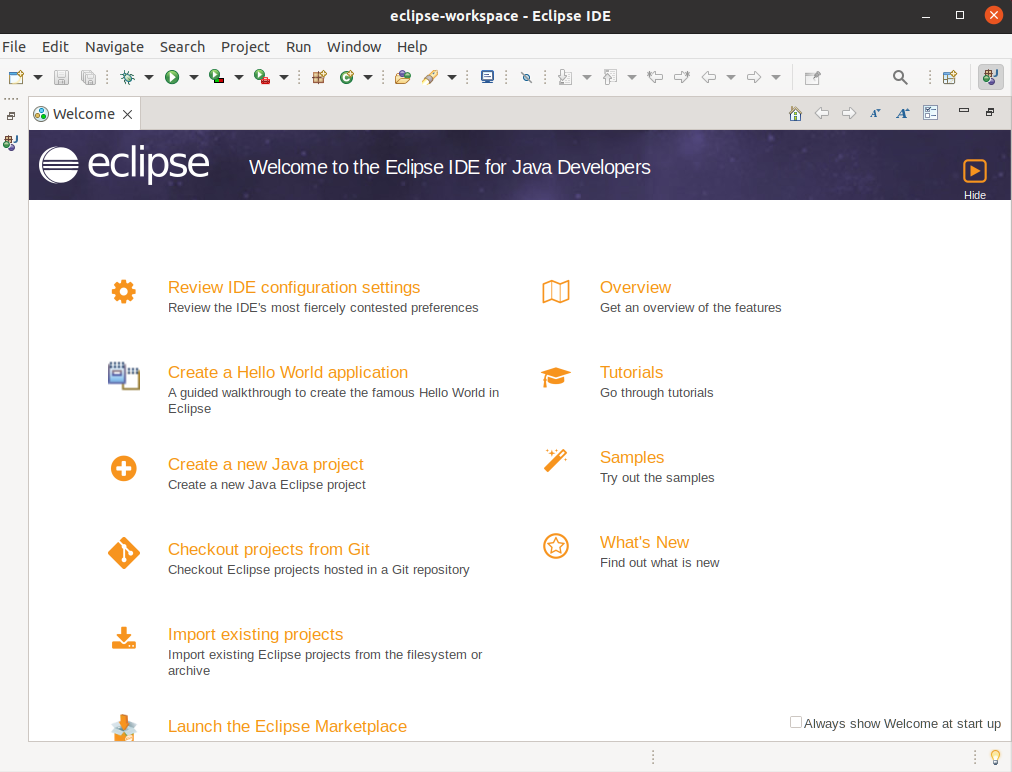 eclipse-workspace - Eclipse IDE
File Edit Navigate Search Project Run Window Help
Welcome
eclipse
Welcome to the Eclipse IDE for Java Developers
Hide
Review IDE configuration settings
Review the IDE's most fiercely contested preferences
Create a Hello World application
A guided walkthrough to create the famous Hello World in
Eclipse
Create a new Java project
Create a new Java Eclipse project
Checkout projects from Git
Checkout Eclipse projects hosted in a Git repository
Import existing projects
Import existing Eclipse projects from the filesystem or
archive
Launch the Eclipse Marketplace
Overview
Get an overview of the features
Tutorials
Go through tutorials
Samples
Try out the samples
What's New
Find out what is new
Always show Welcome at start up